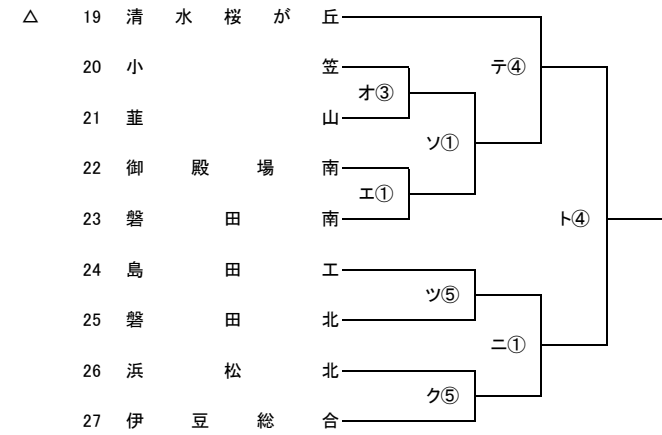 △ 19 清水桜が丘
20 小笠
テ④
オ③
21 韮山
ソ①
22 御殿場南
エ①
23 磐田南
ト④
24 島田工
ツ⑤
25 磐田北
ニ①
26 浜松北
ク⑤
27 伊豆総合